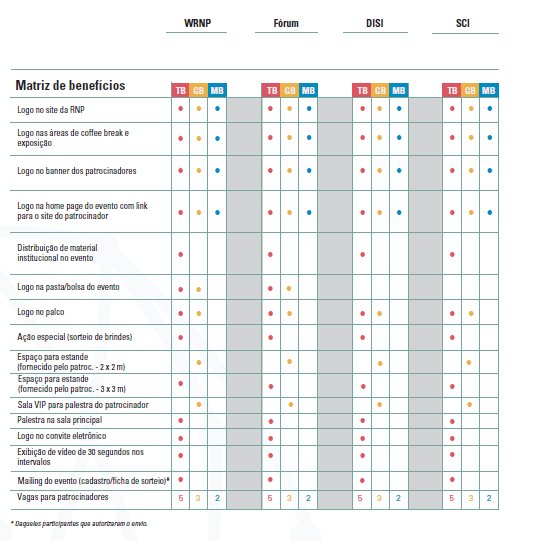 WRNP Fórum DISI SCI
Matriz de benefícios TB GB MB TB GB MB TB GB MB TB GB MB
Logo no site da RNP • • • • • • • • • • • •
Logo nas áreas de coffee break e
exposição • • • • • • • • • • • •
Logo no banner dos patrocinadores • • • • • • • • • • • •
Logo na home page do evento com link
para o site do patrocinador • • • • • • • • • • • •
Distribuição de material
institucional no evento • • • •
Logo na pasta/bolsa do evento • • • •
Logo no palco • • • • • • • •
Ação especial (sorteio de brindes) • • • •
Espaço para estande
(fornecido pelo patroc. - 2 x 2 m) • • • •
Espaço para estande
(fornecido pelo patroc. - 3 x 3 m) • • • •
Sala VIP para palestra do patrocinador • • • •
Palestra na sala principal • • • •
Logo no convite eletrônico • • • •
Exibição de vídeo de 30 segundos nos
intervalos • • • •
Mailing do evento (cadastro/ficha de sorteio)* • • • •
Vagas para patrocinadores 5 3 2 5 3 2 5 3 2 5 3 2
* Daqueles participantes que autorizaram o envio.